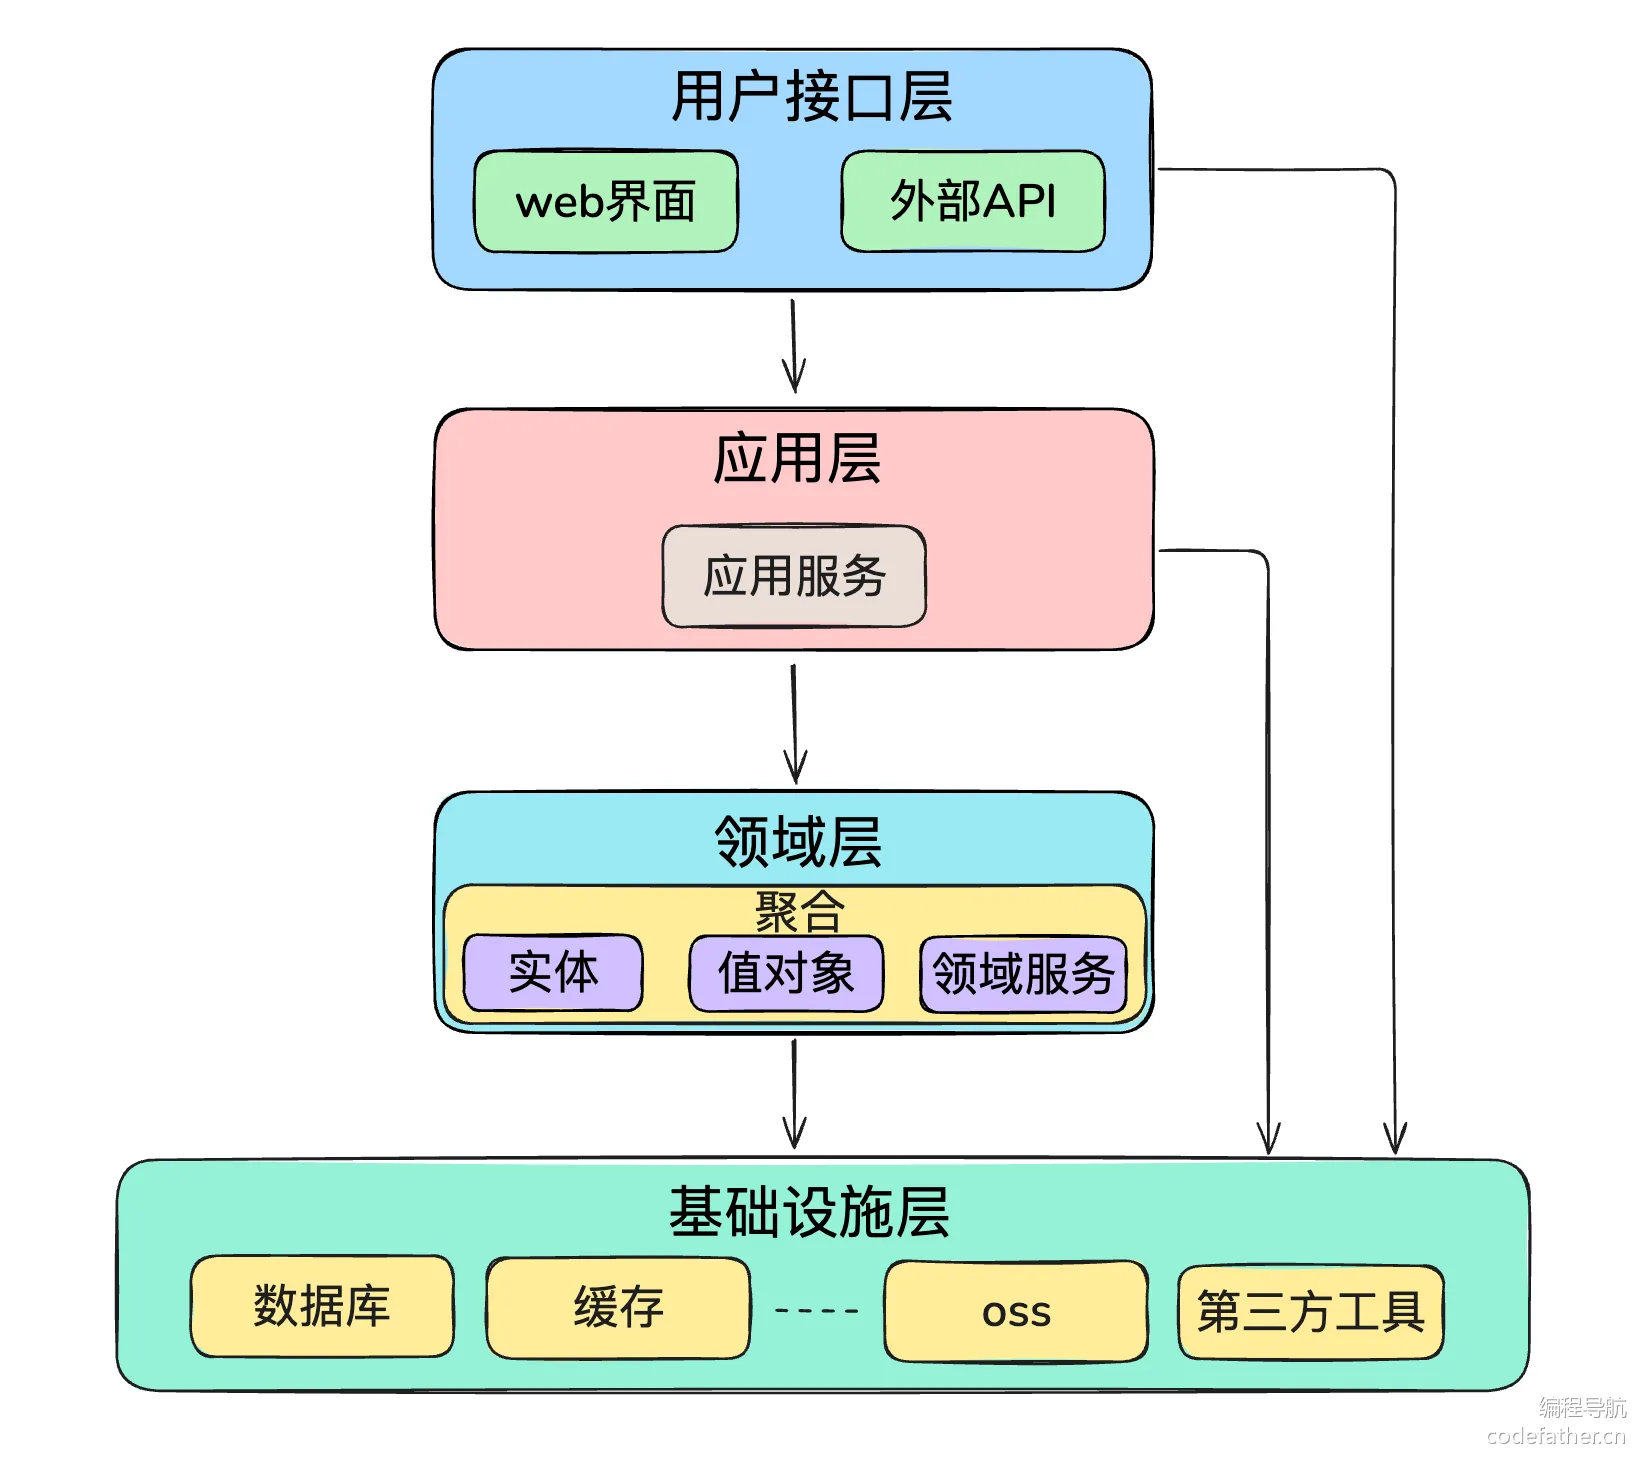 用户接口层
web界面
外部API
应用层
应用服务
领域层
聚合
实体
值对象
领域服务
基础设施层
数据库
缓存
oss
第三方工具
编程导航
codefather.cn